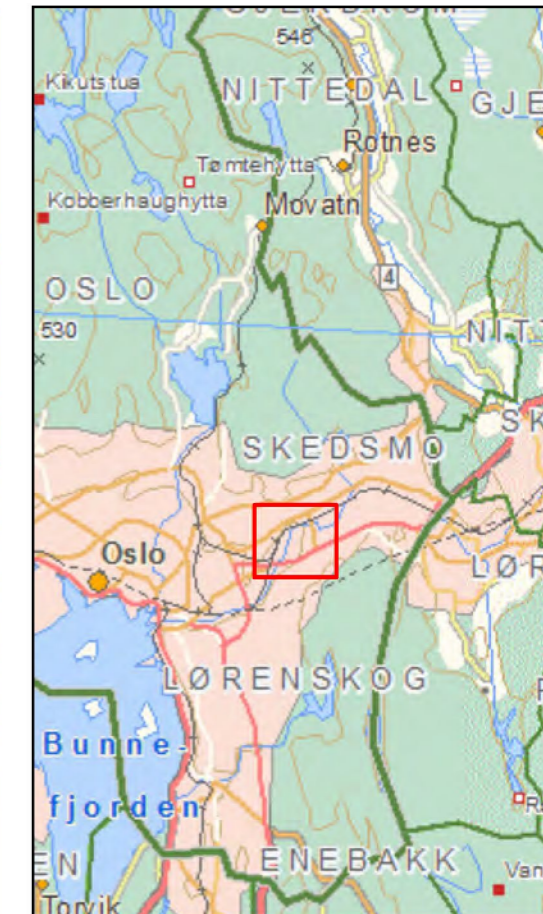 546
Kikutstua
NITTEDAL
GJE
Rotnes
Tømtehytta
Kobberhaughytta
Movatn
OSLO
4
530
NITT
SK
SKEDSMO
Oslo
LØR
LØRENSKOG
Bunne-
fjorden
EN
ENEBAKK
Van
Torvik